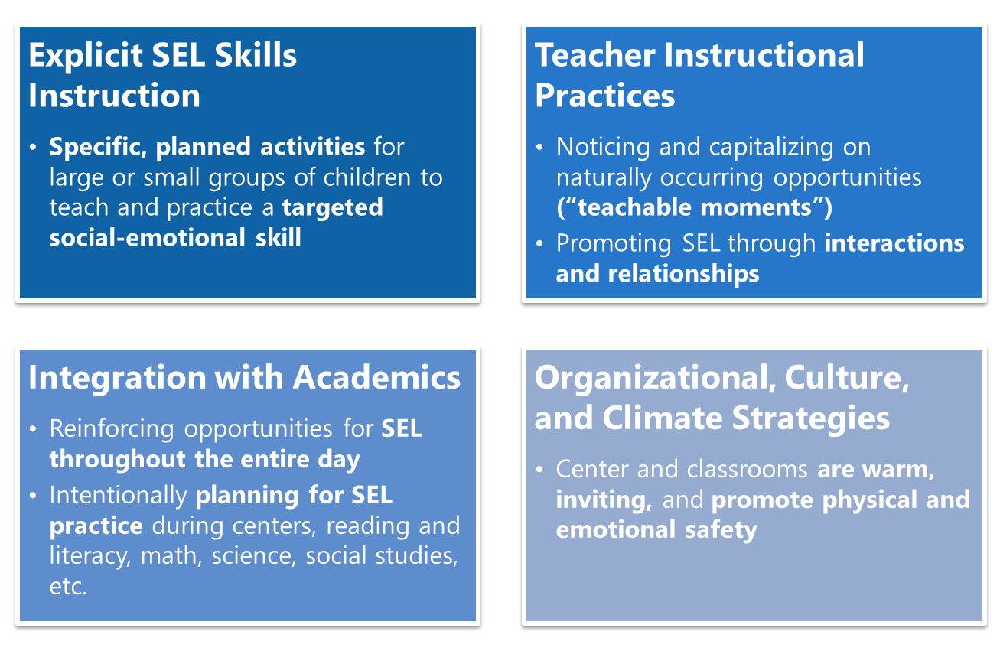 Explicit SEL Skills
Instruction
• Specific, planned activities for
large or small groups of children to
teach and practice a targeted
social-emotional skill
Teacher Instructional
Practices
• Noticing and capitalizing on
naturally occurring opportunities
(“teachable moments”)
• Promoting SEL through interactions
and relationships
Integration with Academics
• Reinforcing opportunities for SEL
throughout the entire day
• Intentionally planning for SEL
practice during centers, reading and
literacy, math, science, social studies,
etc.
Organizational, Culture,
and Climate Strategies
• Center and classrooms are warm,
inviting, and promote physical and
emotional safety